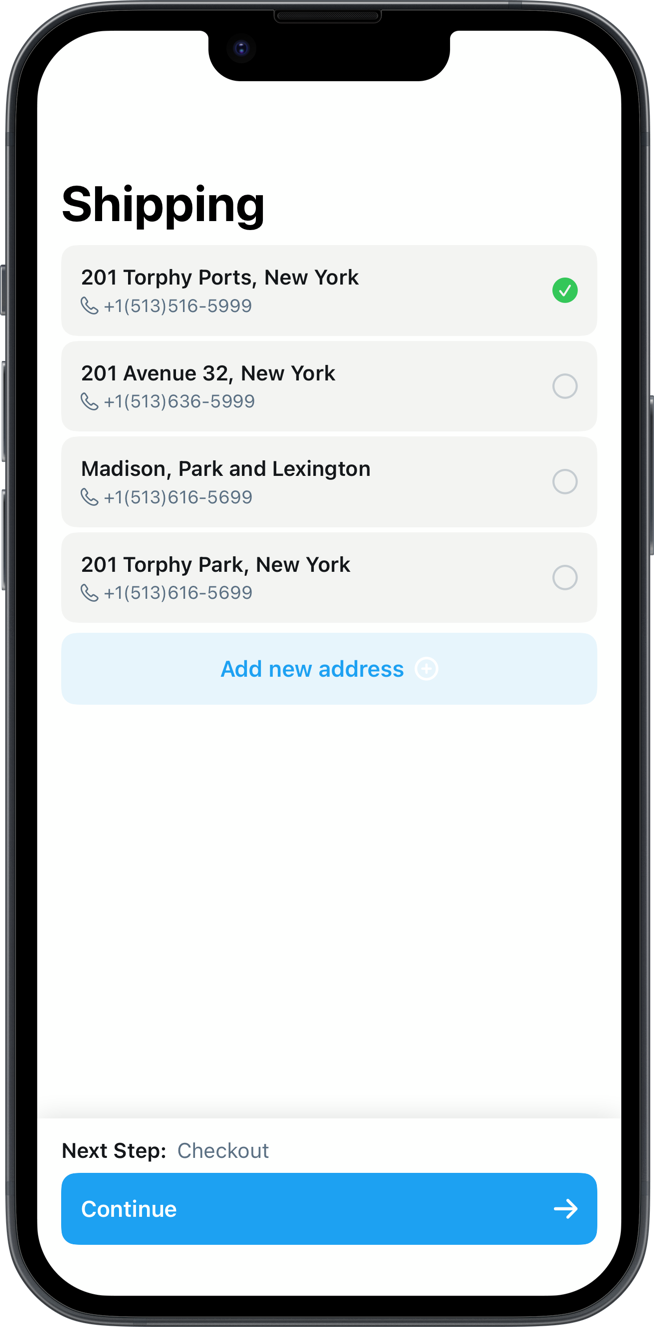 Shipping
201 Torphy Ports, New York
+1(513)516-5999
201 Avenue 32, New York
+1(513)636-5999
Madison, Park and Lexington
+1(513)616-5699
201 Torphy Park, New York
+1(513)616-5699
Add new address
Next Step: Checkout
Continue